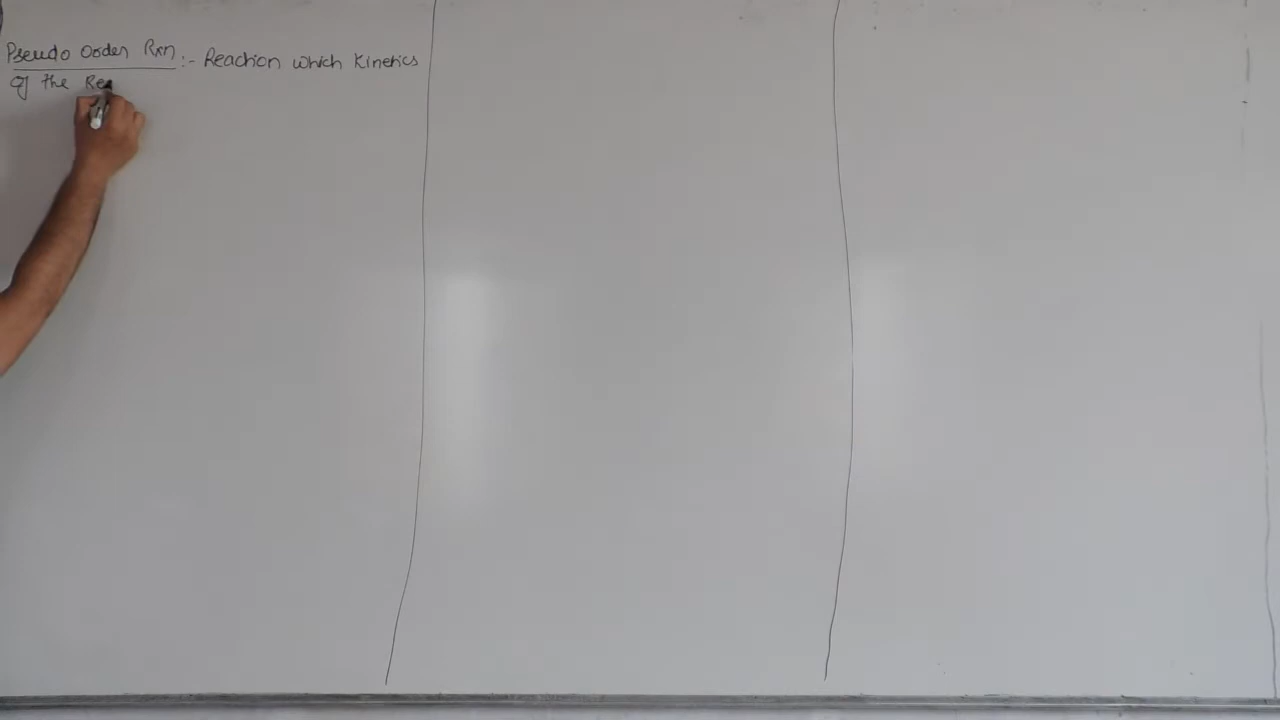 Pseudo Order Rxn :- Reaction which Kinetics
of the Rea